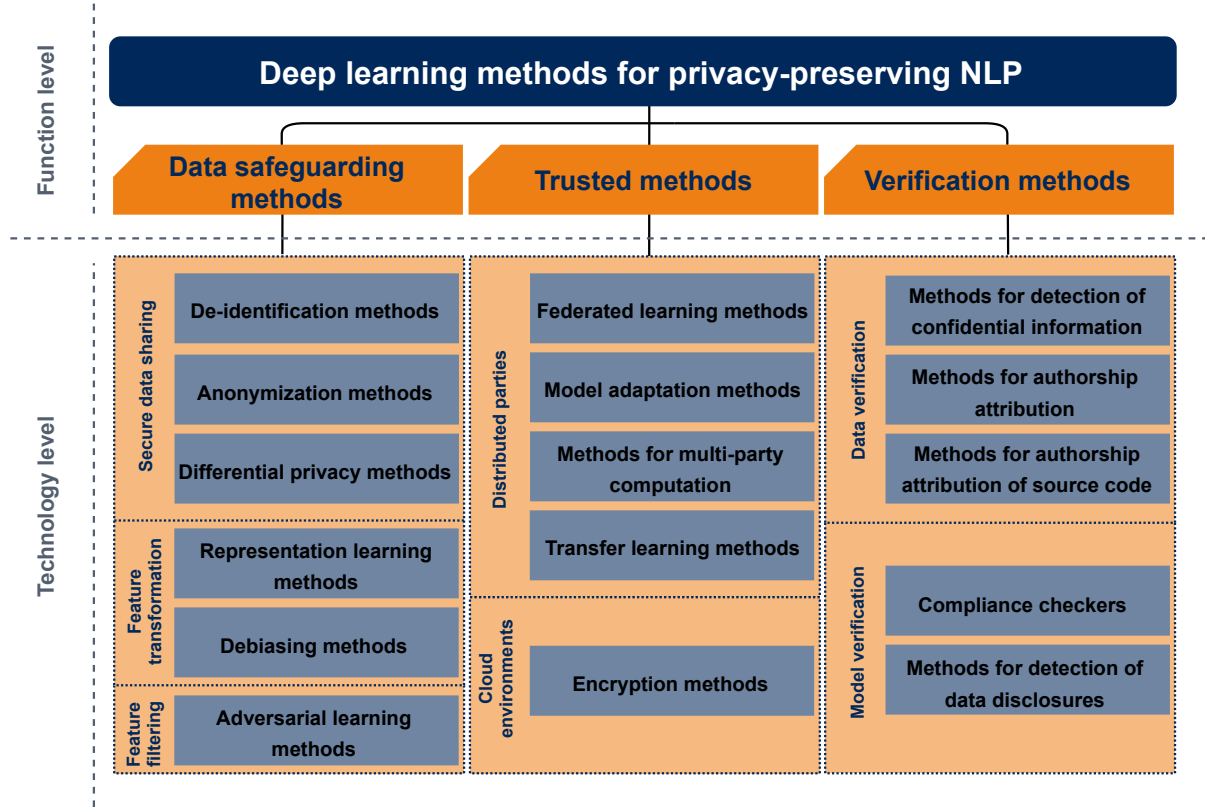 Function level
Deep learning methods for privacy-preserving NLP
Data safeguarding
methods
Trusted methods
Verification methods
Technology level
Secure data sharing
De-identification methods
Anonymization methods
Differential privacy methods
Feature
transformation
Representation learning
methods
Debiasing methods
Feature
filtering
Adversarial learning
methods
Distributed parties
Federated learning methods
Model adaptation methods
Methods for multi-party
computation
Transfer learning methods
Cloud
environments
Encryption methods
Data verification
Methods for detection of
confidential information
Methods for authorship
attribution
Methods for authorship
attribution of source code
Model verification
Compliance checkers
Methods for detection of
data disclosures